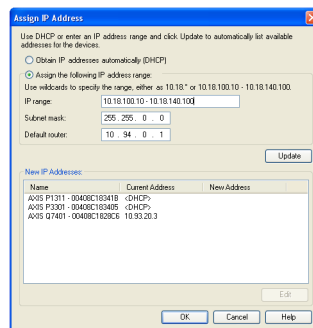 Assign IP Address
Use DHCP or enter an IP address range and click Update to automatically list available
addresses for the devices.
Obtain IP addresses automatically (DHCP)
Assign the following IP address range:
Use wildcards to specify the range, either as 10.18.* or 10.18.100.10 - 10.18.140.100.
IP range: 10.18.100.10 - 10.18.140.100
Subnet mask: 255 . 255 . 0 . 0
Default router: 10 . 94 . 0 . 1
Update
New IP Addresses:
Name Current Address New Address
AXIS P1311 - 00408C18341B <DHCP>
AXIS P3301 - 00408C183405 <DHCP>
AXIS Q7401 - 00408C1828C6 10.93.20.3
Edit
OK Cancel Help